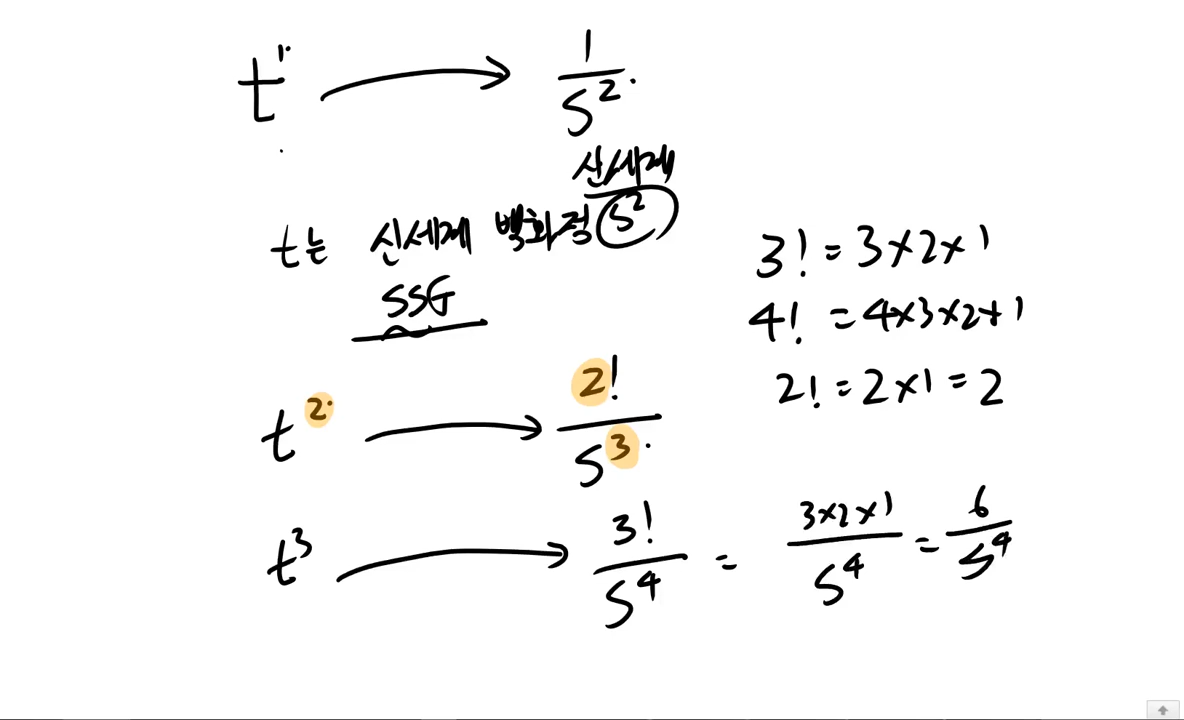 t¹ → 1/S²
신세계
t는 신세계 백화점 S²
SSG
3! = 3×2×1
4! = 4×3×2×1
2! = 2×1 = 2
t² → 2!/S³
t³ → 3!/S⁴ = 3×2×1/S⁴ = 6/S⁴